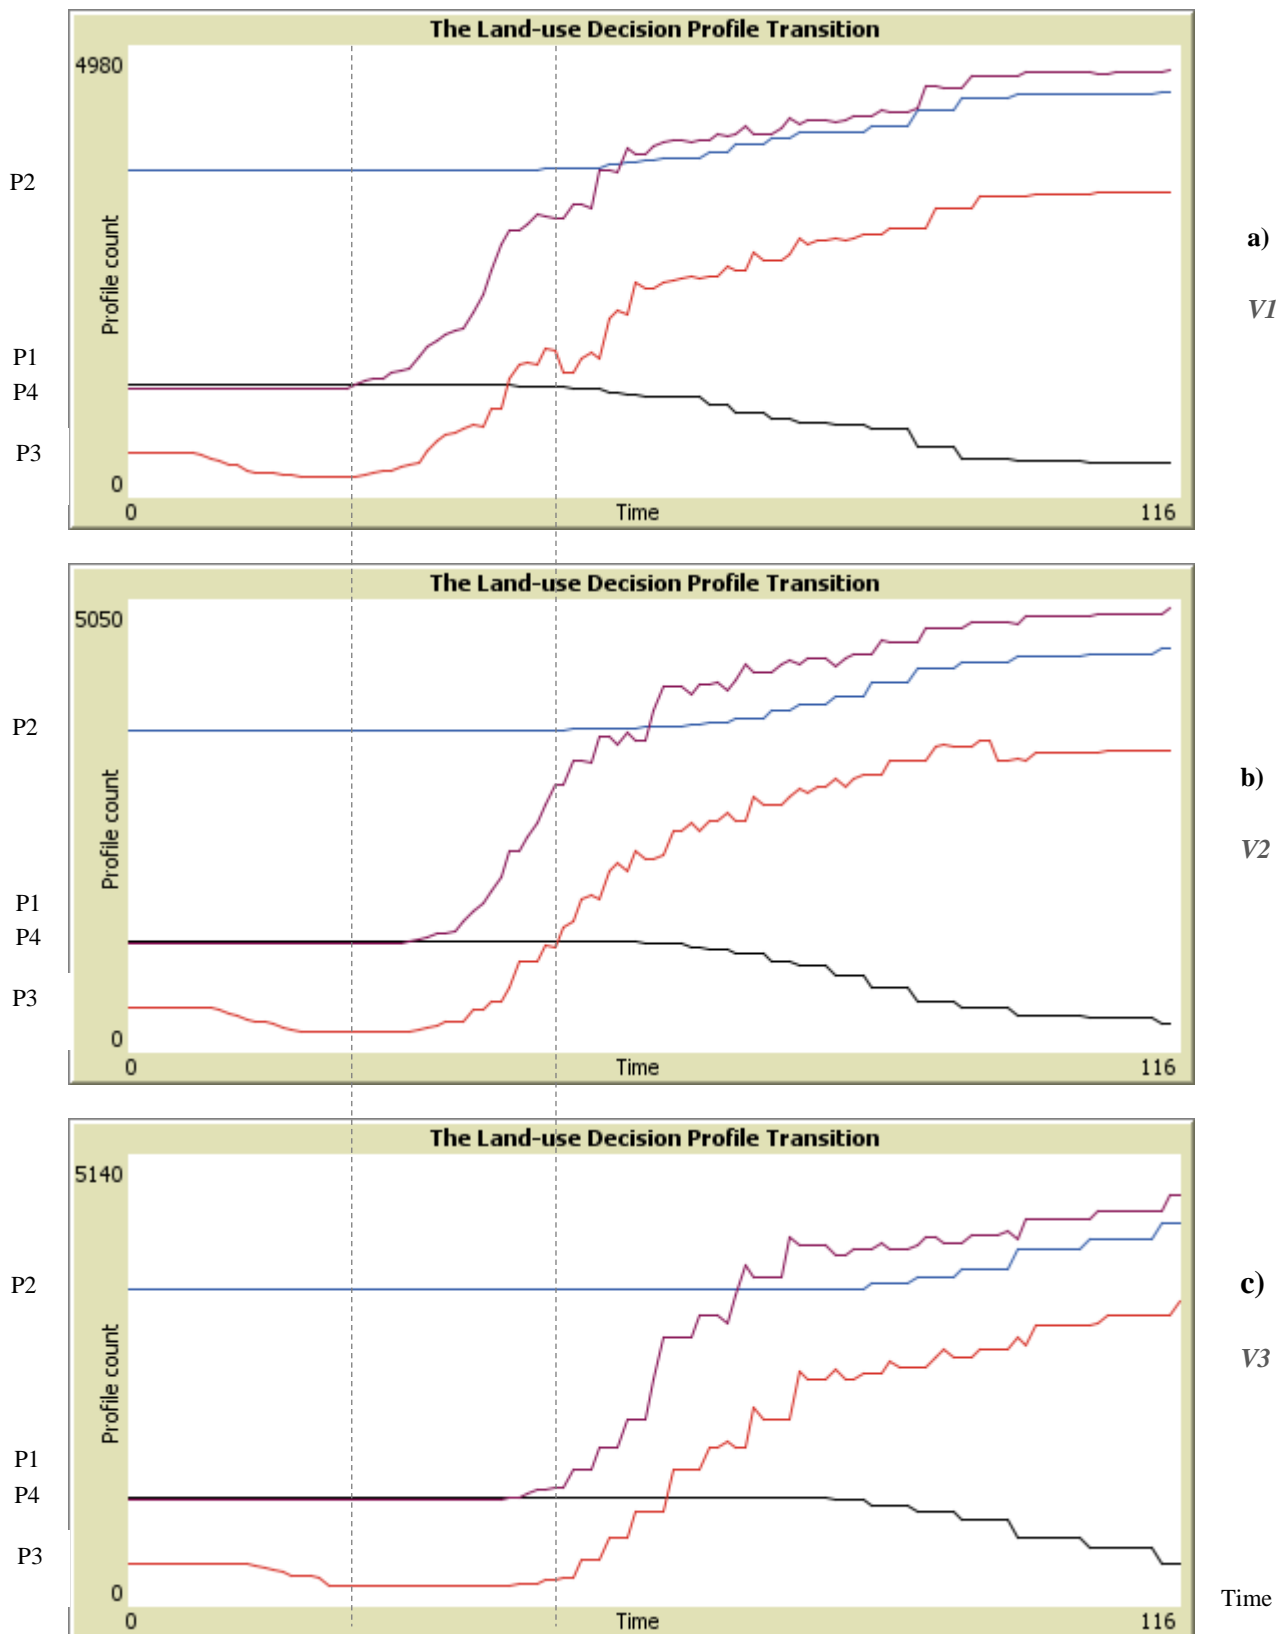 The Land-use Decision Profile Transition
4980
P2
Profile count
a)
V1
P1
P4
P3
0
0 Time 116
The Land-use Decision Profile Transition
5050
P2
Profile count
b)
V2
P1
P4
P3
0
0 Time 116
The Land-use Decision Profile Transition
5140
P2
Profile count
c)
V3
P1
P4
P3
0
Time
0 Time 116